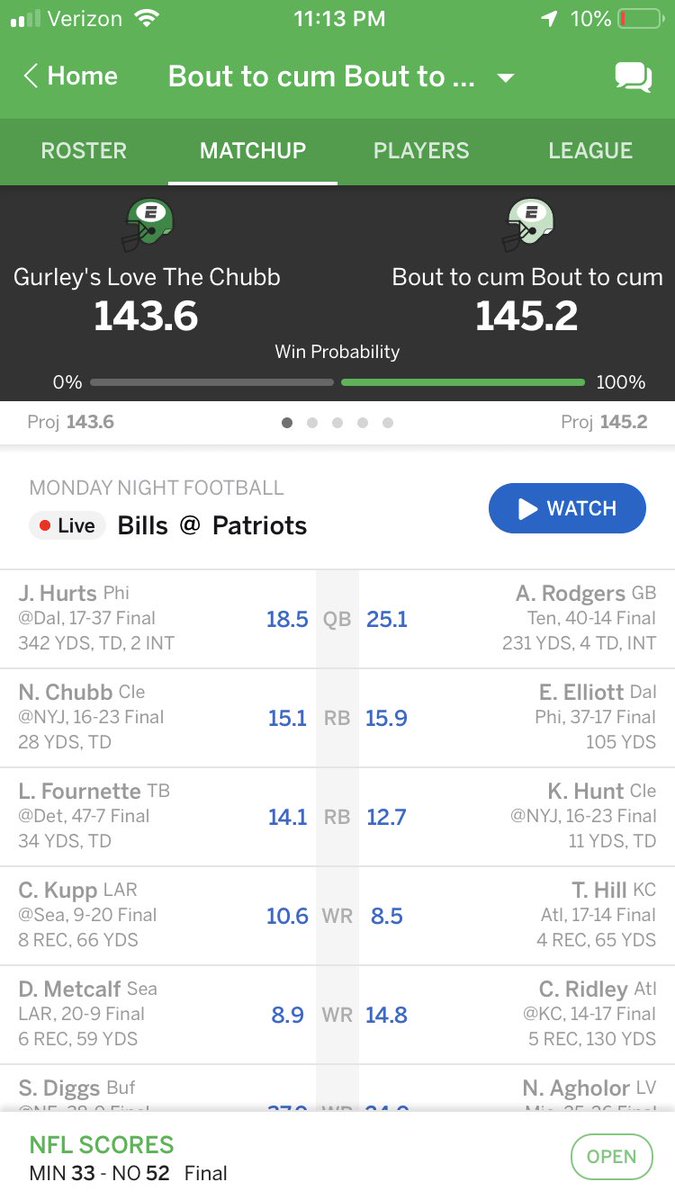 Verizon 11:13 PM 10%
Home Bout to cum Bout to ...
ROSTER MATCHUP PLAYERS LEAGUE
E E
Gurley's Love The Chubb Bout to cum Bout to cum
143.6 145.2
Win Probability
0% 100%
Proj 143.6 Proj 145.2
MONDAY NIGHT FOOTBALL
Live Bills @ Patriots WATCH
J. Hurts Phi A. Rodgers GB
@Dal, 17-37 Final 18.5 QB 25.1 Ten, 40-14 Final
342 YDS, TD, 2 INT 231 YDS, 4 TD, INT
N. Chubb Cle E. Elliott Dal
@NYJ, 16-23 Final 15.1 RB 15.9 Phi, 37-17 Final
28 YDS, TD 105 YDS
L. Fournette TB K. Hunt Cle
@Det, 47-7 Final 14.1 RB 12.7 @NYJ, 16-23 Final
34 YDS, TD 11 YDS, TD
C. Kupp LAR T. Hill KC
@Sea, 9-20 Final 10.6 WR 8.5 Atl, 17-14 Final
8 REC, 66 YDS 4 REC, 65 YDS
D. Metcalf Sea C. Ridley Atl
LAR, 20-9 Final 8.9 WR 14.8 @KC, 14-17 Final
6 REC, 59 YDS 5 REC, 130 YDS
S. Diggs Buf N. Agholor LV
NFL SCORES
MIN 33 - NO 52 Final OPEN